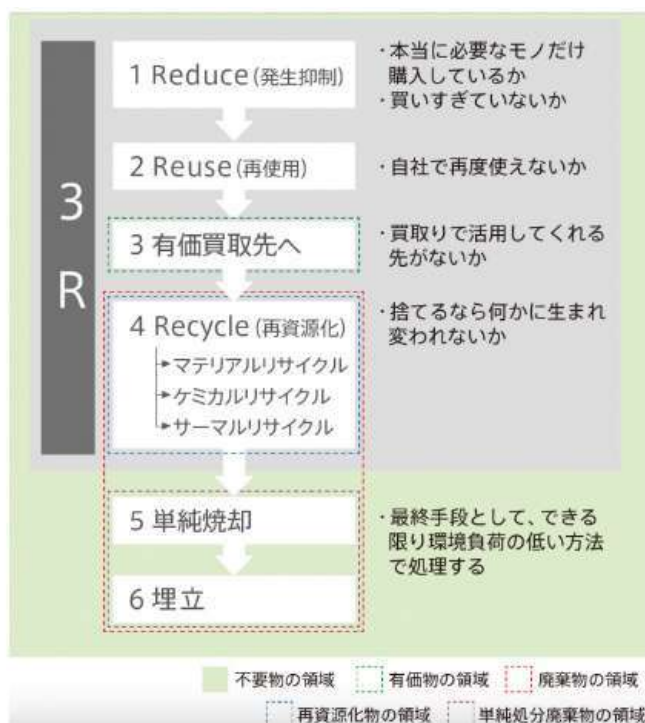 3R
1 Reduce(発生抑制)
・本当に必要なモノだけ
購入しているか
・買いすぎていないか
2 Reuse(再使用)
・自社で再度使えないか
3 有価買取先へ
・買取りで活用してくれる
先がないか
4 Recycle(再資源化)
マテリアルリサイクル
ケミカルリサイクル
サーマルリサイクル
・捨てるなら何かに生まれ
変われないか
5 単純焼却
・最終手段として、できる
限り環境負荷の低い方法
で処理する
6 埋立
不要物の領域 有価物の領域 廃棄物の領域
再資源化物の領域 単純処分廃棄物の領域